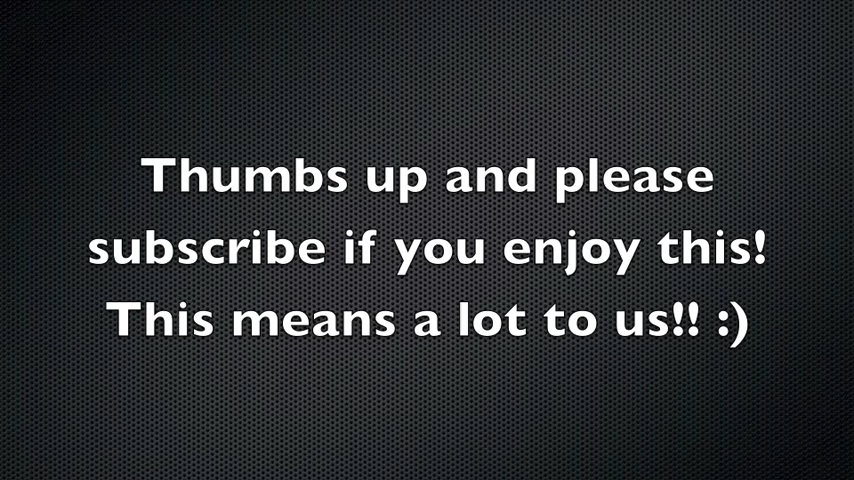 Thumbs up and please
subscribe if you enjoy this!
This means a lot to us!! :)